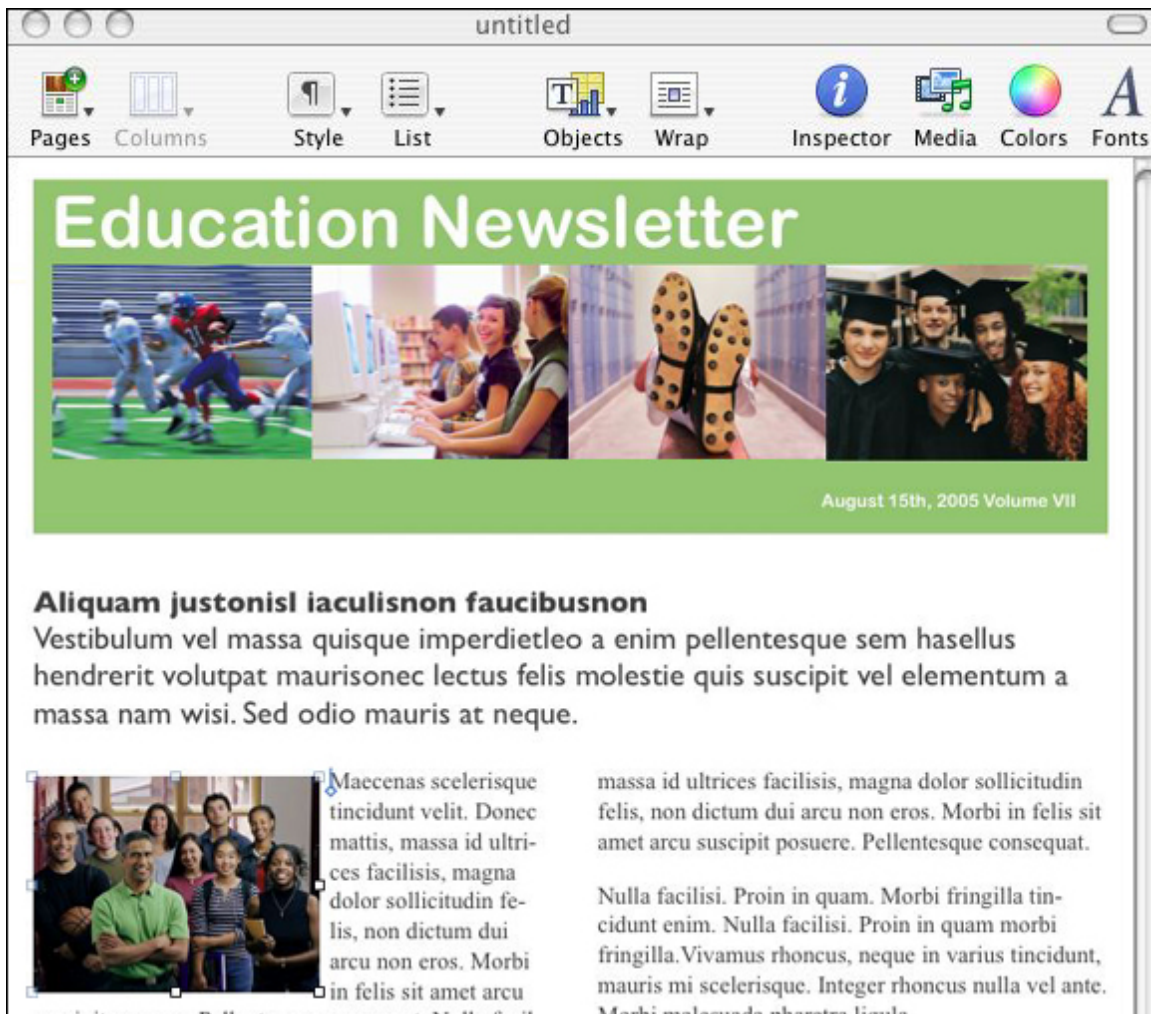 untitled
Pages Columns Style List Objects Wrap Inspector Media Colors Fonts
Education Newsletter
August 15th, 2005 Volume VII
Aliquam justonisl iaculisnon faucibusnon
Vestibulum vel massa quisque imperdietleo a enim pellentesque sem hasellus
hendrerit volutpat maurisonec lectus felis molestie quis suscipit vel elementum a
massa nam wisi. Sed odio mauris at neque.
Maecenas scelerisque
tincidunt velit. Donec
mattis, massa id ultri-
ces facilisis, magna
dolor sollicitudin fe-
lis, non dictum dui
arcu non eros. Morbi
in felis sit amet arcu
massa id ultrices facilisis, magna dolor sollicitudin
felis, non dictum dui arcu non eros. Morbi in felis sit
amet arcu suscipit posuere. Pellentesque consequat.
Nulla facilisi. Proin in quam. Morbi fringilla tin-
cidunt enim. Nulla facilisi. Proin in quam morbi
fringilla.Vivamus rhoncus, neque in varius tincidunt,
mauris mi scelerisque. Integer rhoncus nulla vel ante.